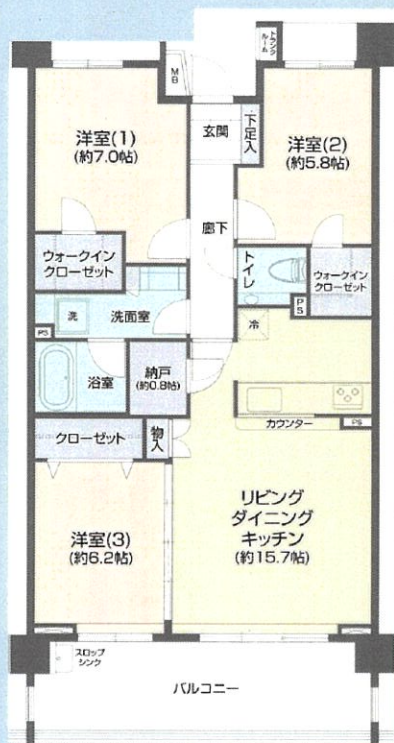 トランク
ルーム
MB
洋室(1)
(約7.0帖)
玄関
下足入
洋室(2)
(約5.8帖)
廊下
ウォークイン
クローゼット
トイレ
ウォークイン
クローゼット
洗
洗面室
PS
PS
冷
浴室
納戸
(約0.8帖)
カウンター
PS
クローゼット
物入
リビング
ダイニング
キッチン
(約15.7帖)
洋室(3)
(約6.2帖)
スロップ
シンク
バルコニー